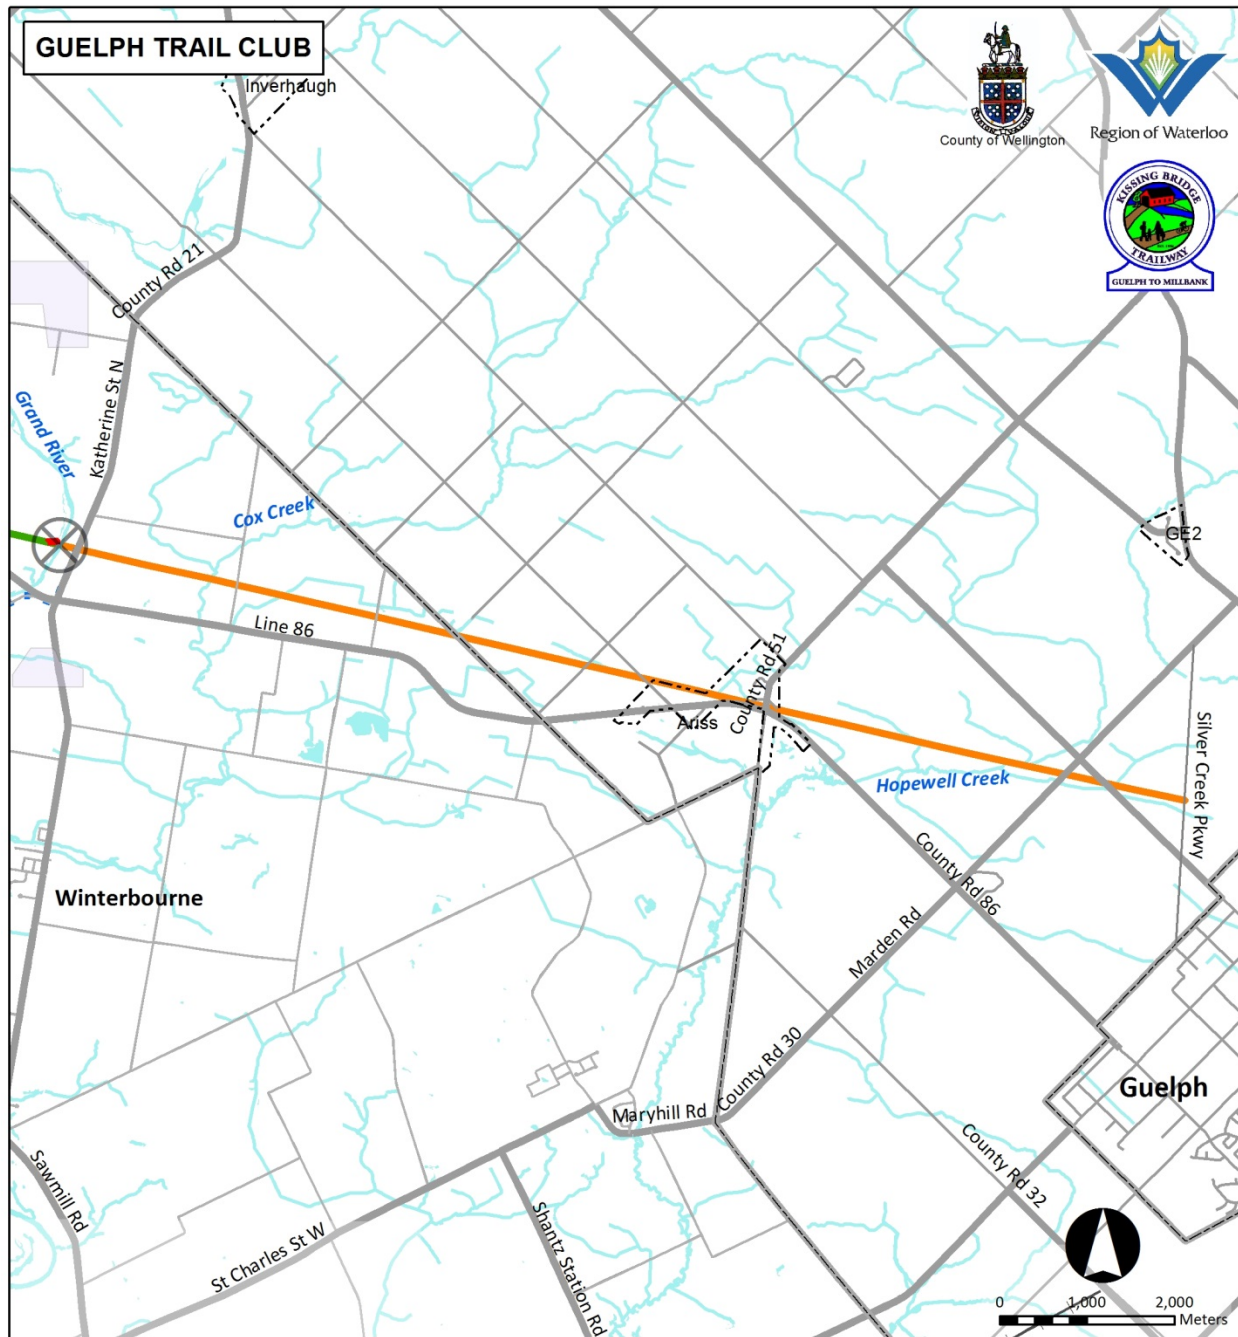 GUELPH TRAIL CLUB
Inverhaugh
County of Wellington
Region of Waterloo
KISSING BRIDGE
TRAILWAY
GUELPH TO MILLBANK
County Rd 21
Katherine St N
Grand River
Cox Creek
GE2
Line 86
County Rd 51
Ariss
Hopewell Creek
Silver Creek Pkwy
County Rd 86
Winterbourne
Marden Rd
County Rd 30
Guelph
Maryhill Rd
County Rd 32
Sawmill Rd
St Charles St W
Shantz Station Rd
0 1,000 2,000
Meters